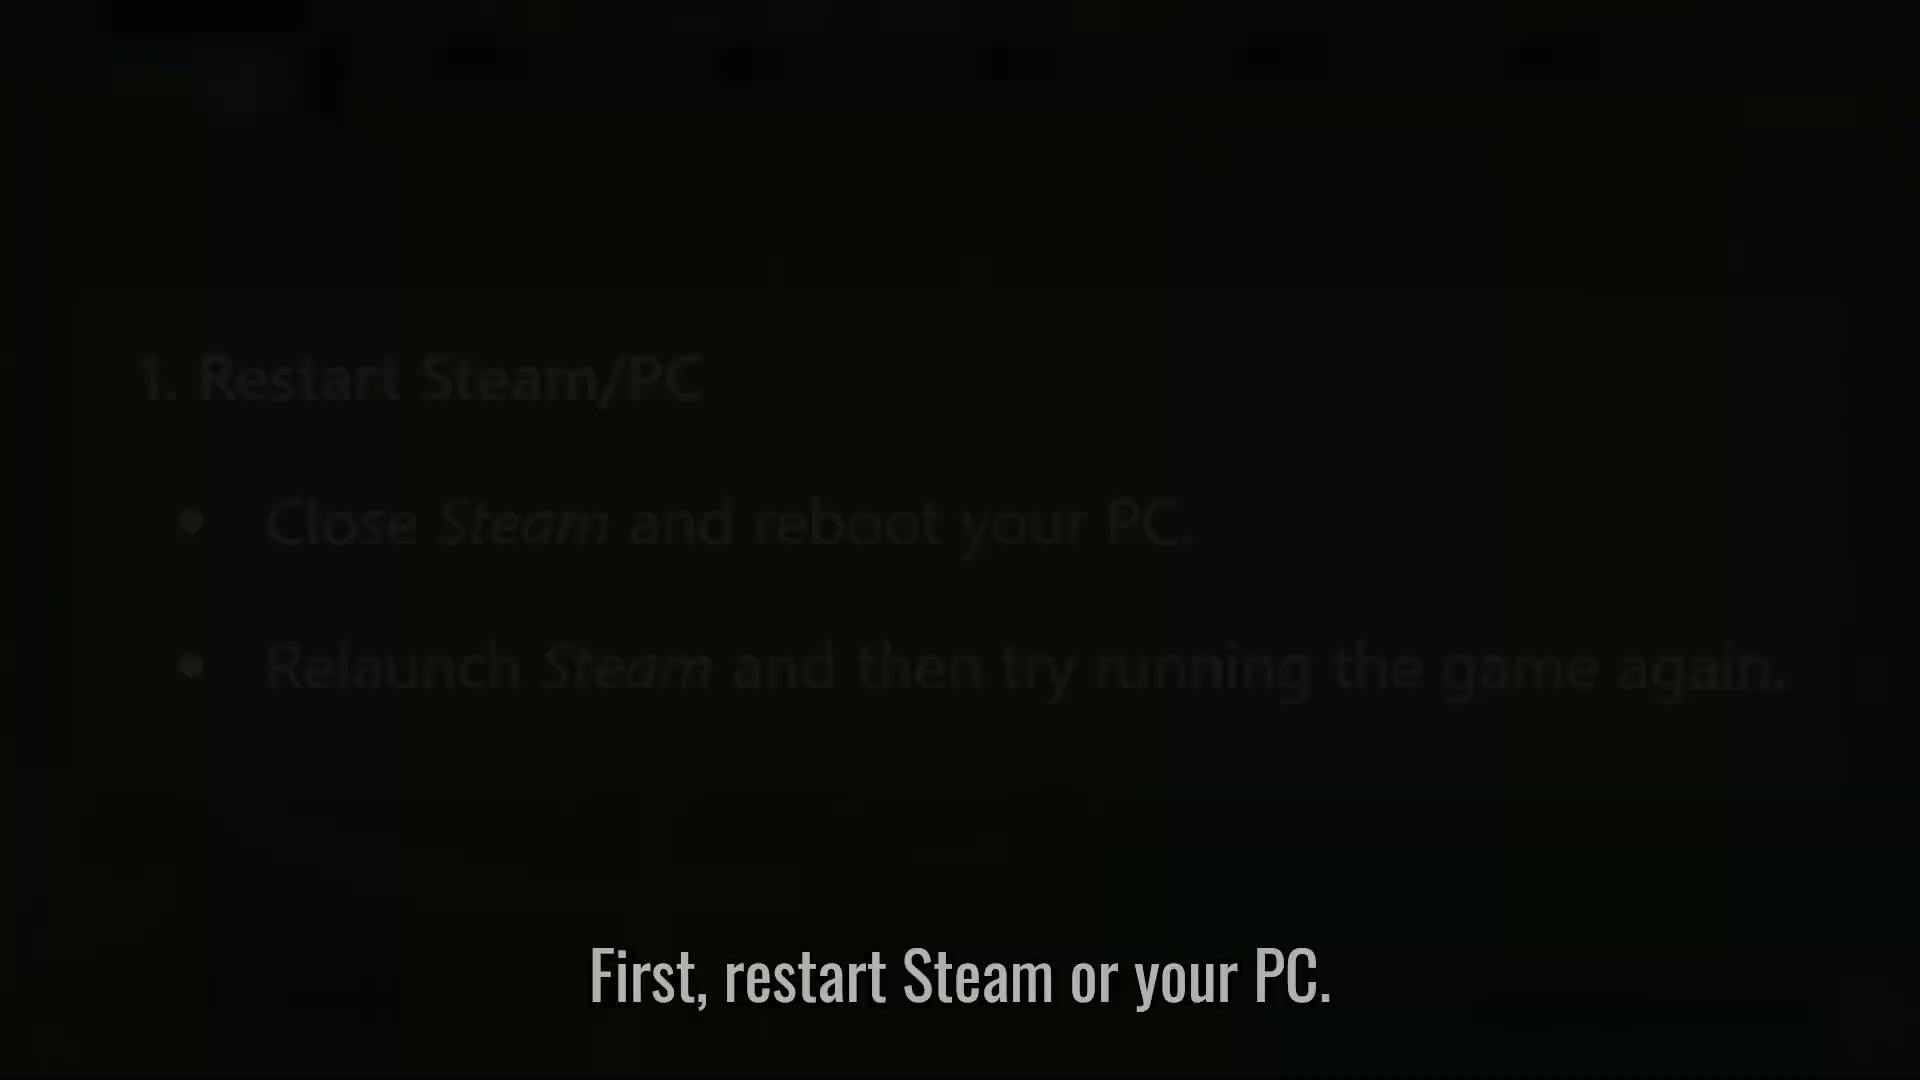 1. Restart Steam/PC
• Close Steam and reboot your PC.
• Relaunch Steam and then try running the game again.
First, restart Steam or your PC.